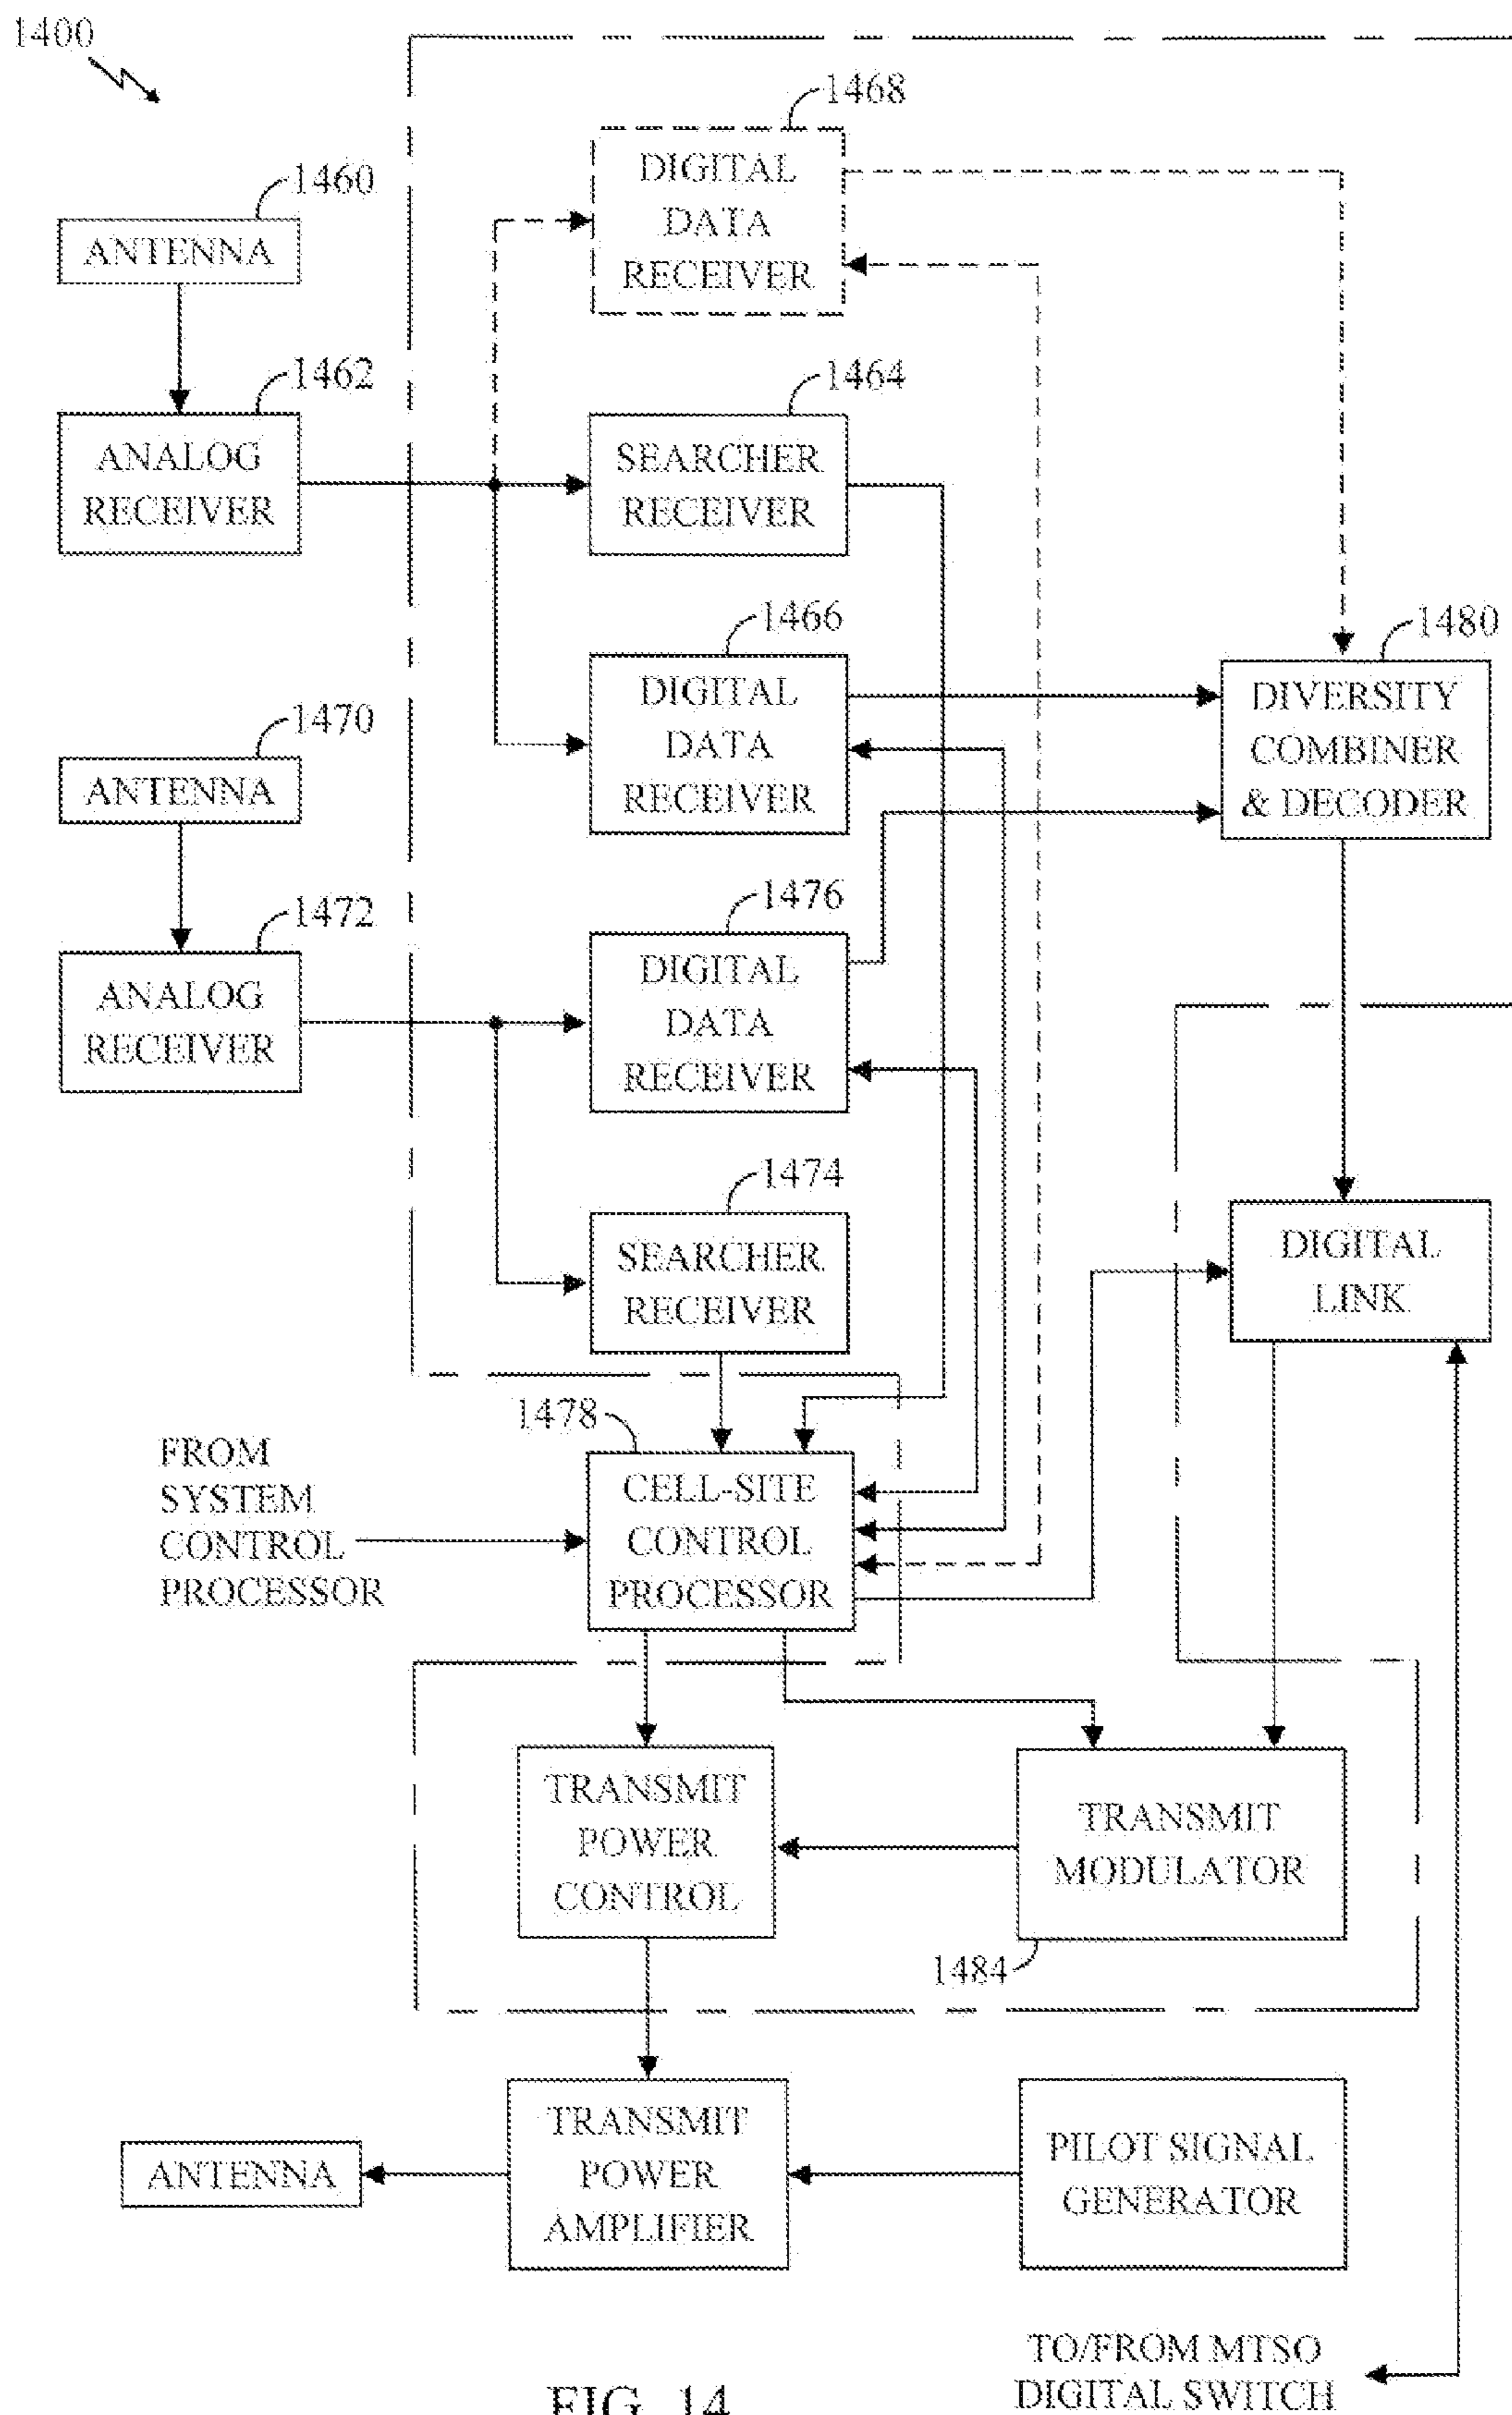 1400
1468
DIGITAL
DATA
RECEIVER
1460
ANTENNA
1462
ANALOG
RECEIVER
1464
SEARCHER
RECEIVER
1466
DIGITAL
DATA
RECEIVER
1480
DIVERSITY
COMBINER
& DECODER
1470
ANTENNA
1472
ANALOG
RECEIVER
1476
DIGITAL
DATA
RECEIVER
1474
SEARCHER
RECEIVER
DIGITAL
LINK
1478
FROM
SYSTEM
CONTROL
PROCESSOR
CELL-SITE
CONTROL
PROCESSOR
TRANSMIT
POWER
CONTROL
TRANSMIT
MODULATOR
1484
ANTENNA
TRANSMIT
POWER
AMPLIFIER
PILOT SIGNAL
GENERATOR
TO/FROM MTSO
DIGITAL SWITCH
FIG. 14